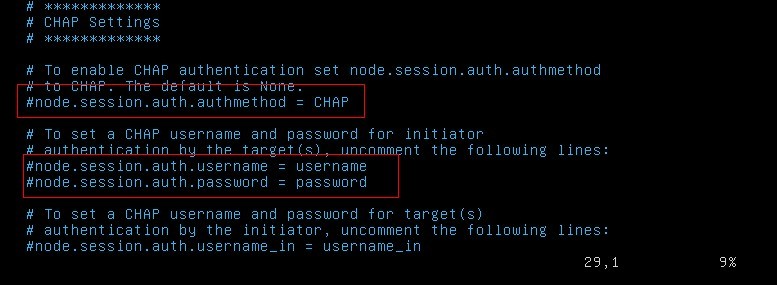 # *************
# CHAP Settings
# *************
# To enable CHAP authentication set node.session.auth.authmethod
# to CHAP. The default is None.
#node.session.auth.authmethod = CHAP
# To set a CHAP username and password for initiator
# authentication by the target(s), uncomment the following lines:
#node.session.auth.username = username
#node.session.auth.password = password
# To set a CHAP username and password for target(s)
# authentication by the initiator, uncomment the following lines:
#node.session.auth.username_in = username_in
29,1 9%